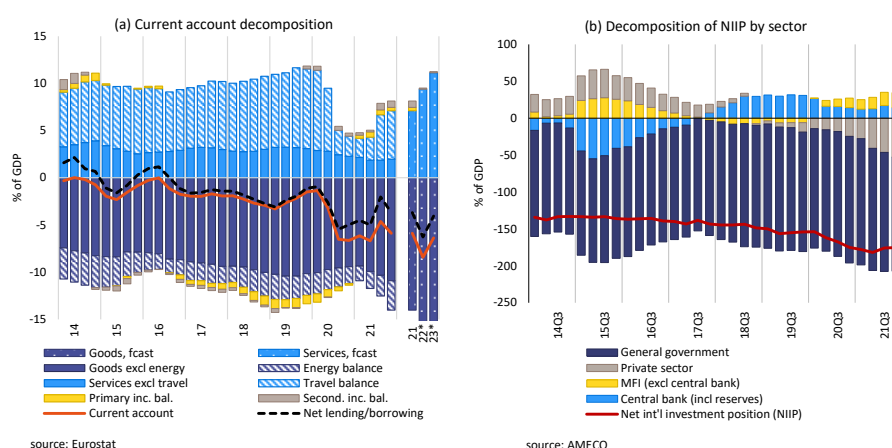 (a) Current account decomposition
15
10
5
0
-5
-10
-15
% of GDP
14
15
16
17
18
19
20
21
21
22*
23*
Goods, fcast
Services, fcast
Goods excl energy
Energy balance
Services excl travel
Travel balance
Primary inc. bal.
Second. inc. bal.
Current account
Net lending/borrowing
source: Eurostat
(b) Decomposition of NIIP by sector
100
50
0
-50
-100
-150
-200
-250
% of GDP
14Q3
15Q3
16Q3
17Q3
18Q3
19Q3
20Q3
21Q3
General government
Private sector
MFI (excl central bank)
Central bank (incl reserves)
Net int'l investment position (NIIP)
source: AMECO